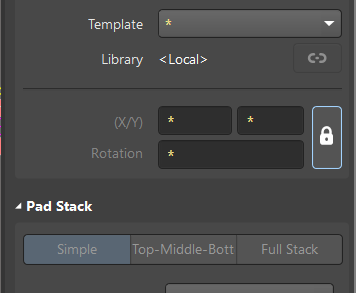 Template *
Library <Local>
(X/Y) * *
Rotation *
Pad Stack
Simple Top-Middle-Bott Full Stack